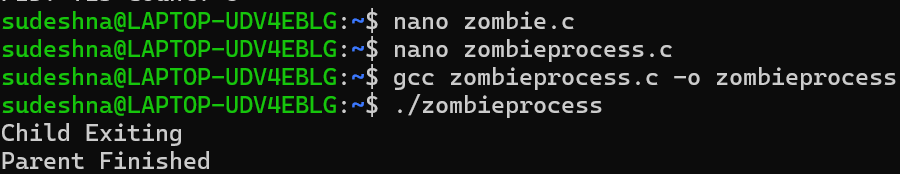 sudeshna@LAPTOP-UDV4EBLG:~$ nano zombie.c
sudeshna@LAPTOP-UDV4EBLG:~$ nano zombieprocess.c
sudeshna@LAPTOP-UDV4EBLG:~$ gcc zombieprocess.c -o zombieprocess
sudeshna@LAPTOP-UDV4EBLG:~$ ./zombieprocess
Child Exiting
Parent Finished